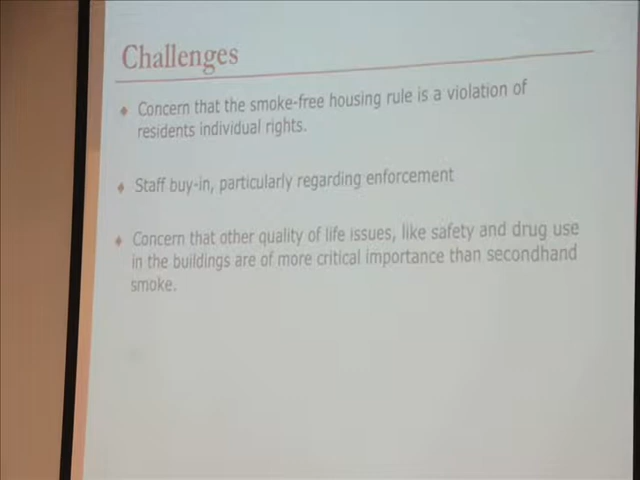 Challenges
Concern that the smoke-free housing rule is a violation of
residents individual rights.
Staff buy-in, particularly regarding enforcement
Concern that other quality of life issues, like safety and drug use
in the buildings are of more critical importance than secondhand
smoke.